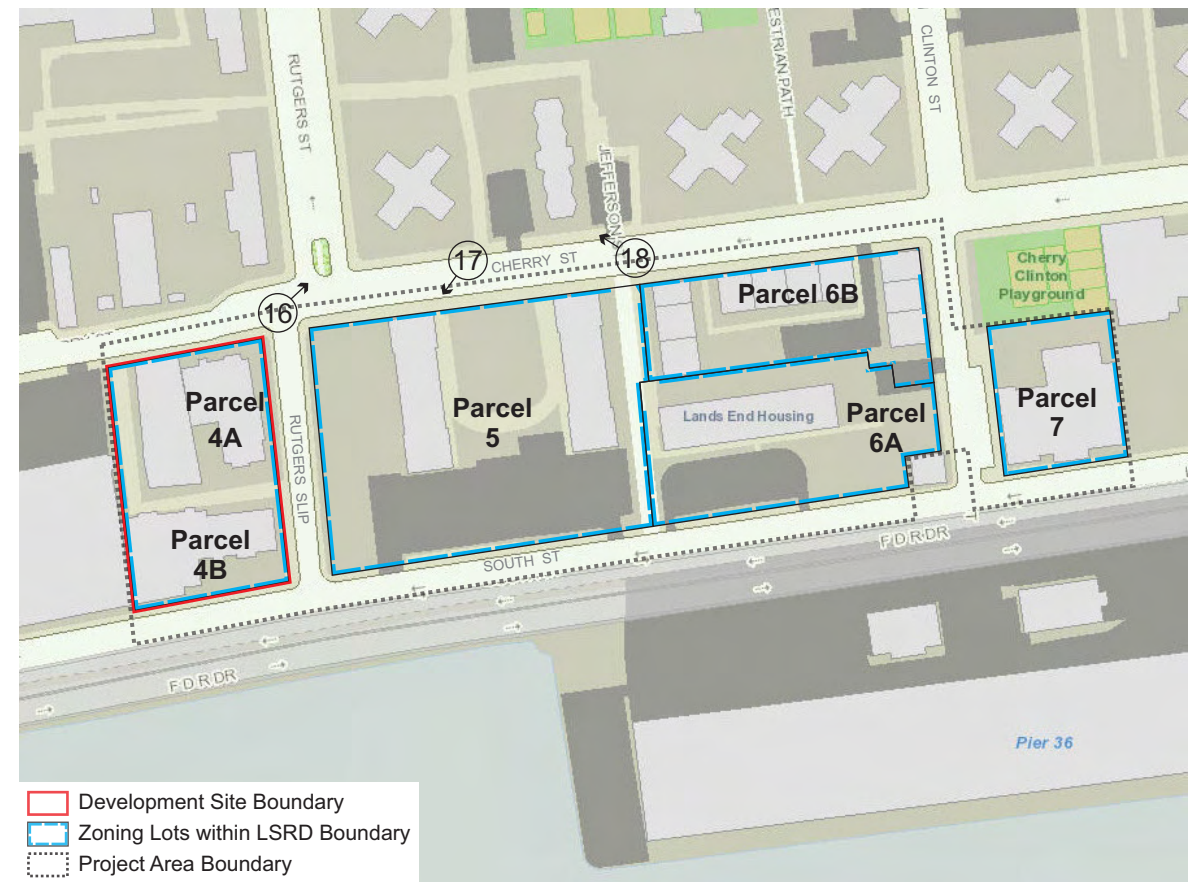 RUTGERS ST
ESTRIAN PATH
CLINTON ST
JEFFERSON S
17
18
CHERRY ST
16
Cherry
Clinton
Playground
Parcel 6B
Parcel
4A
Parcel
5
Lands End Housing
Parcel
6A
Parcel
7
RUTGERS SLIP
Parcel
4B
SOUTH ST
F D R DR
F D R DR
Pier 36
Development Site Boundary
Zoning Lots within LSRD Boundary
Project Area Boundary